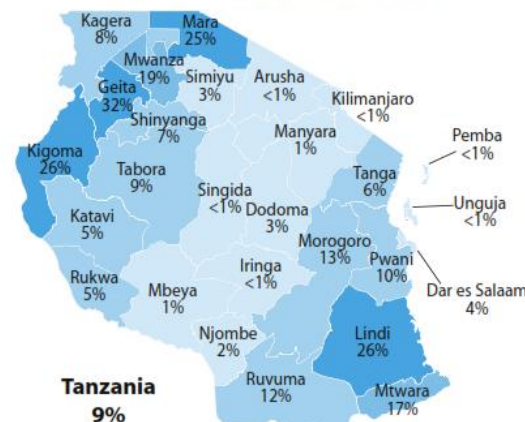 Kagera
8%
Mara
25%
Mwanza
19%
Geita
32%
Simiyu
3%
Arusha
<1%
Kilimanjaro
<1%
Shinyanga
7%
Kigoma
26%
Manyara
1%
Pemba
<1%
Tabora
9%
Singida
<1%
Tanga
6%
Unguja
<1%
Katavi
5%
Dodoma
3%
Morogoro
13%
Pwani
10%
Dar es Salaam
4%
Rukwa
5%
Mbeya
1%
Iringa
<1%
Njombe
2%
Lindi
26%
Ruvuma
12%
Mtwara
17%
Tanzania
9%